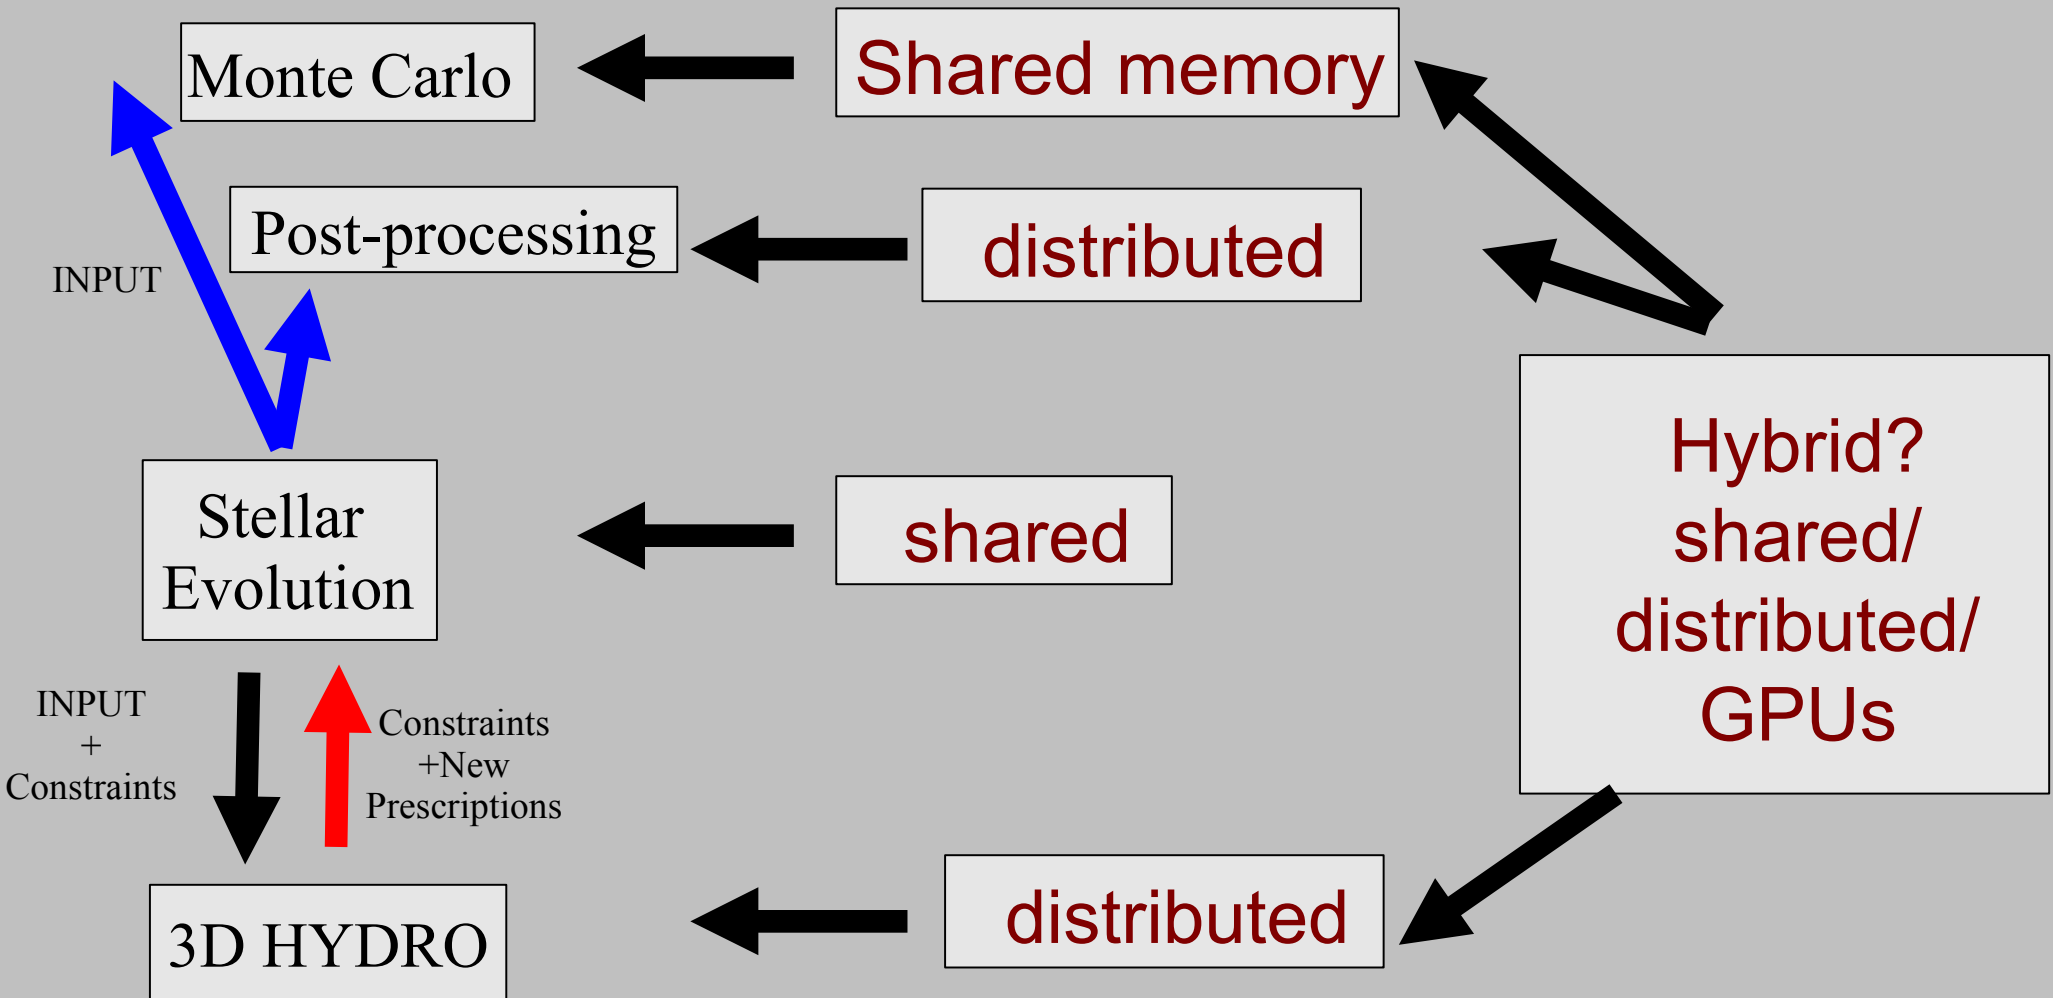 Monte Carlo
Shared memory
Post-processing
distributed
INPUT
Stellar
Evolution
shared
Hybrid?
shared/
distributed/
GPUs
INPUT
+
Constraints
Constraints
+New
Prescriptions
3D HYDRO
distributed